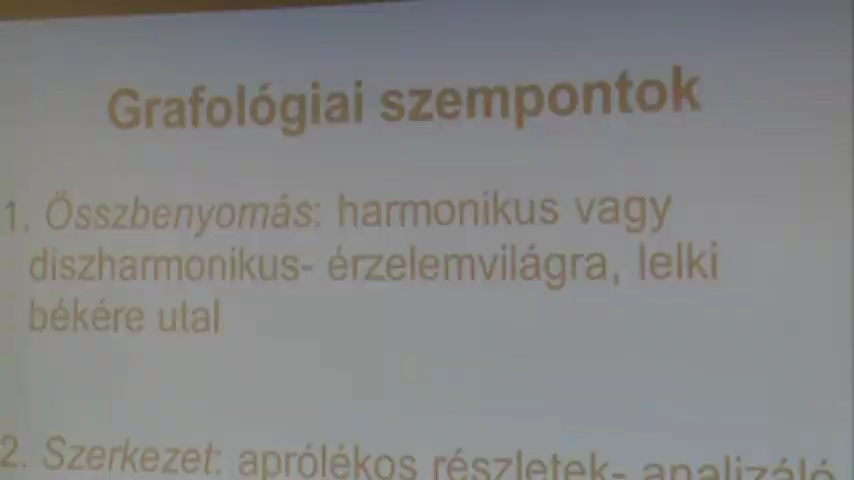 Grafológiai szempontok
1. Összbenyomás: harmonikus vagy
diszharmonikus- érzelemvilágra, lelki
békére utal
2. Szerkezet: aprólékos részletek- analizáló